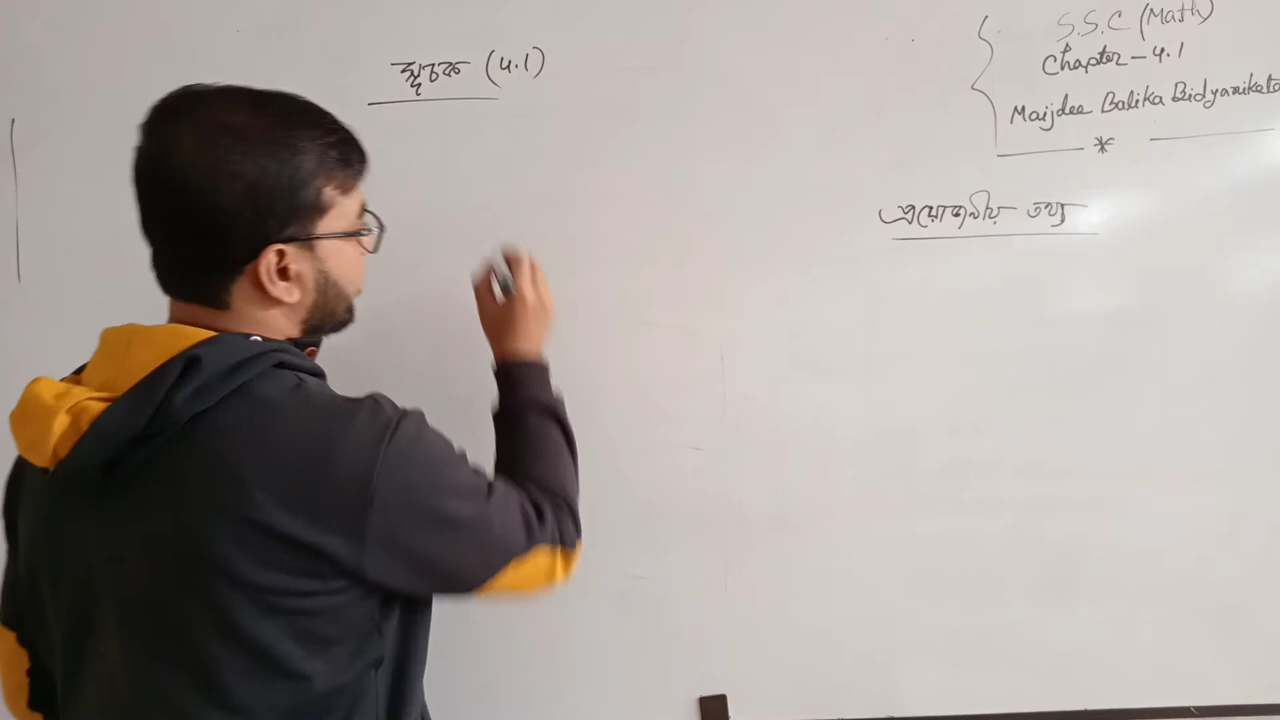 সূচক (4.1)
S.S.C (Math)
Chapter - 4.1
Maijdee Balika Bidyaniketa
*
প্রয়োজনীয় তথ্য